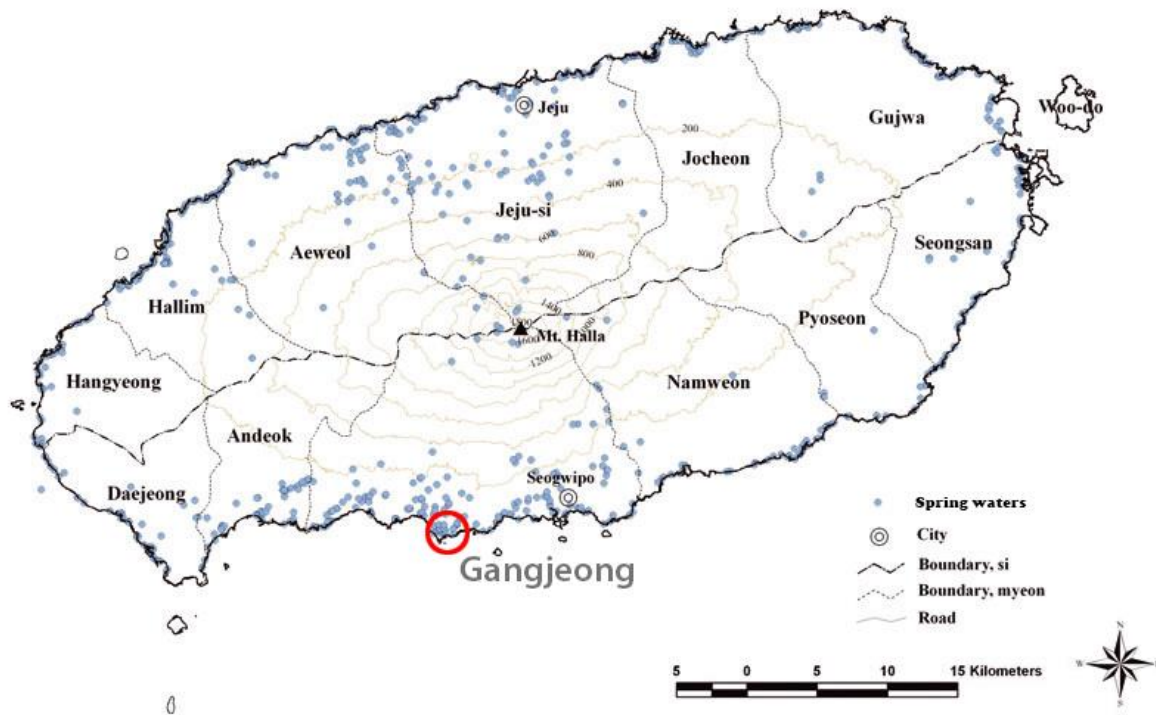 Woo-do
Jeju
Gujwa
200
Jocheon
400
Jeju-si
600
Aeweol
800
Seongsan
Hallim
1400
Pyoseon
Mt. Halla
1600
1200
Hangyeong
Namweon
Andeok
Seogwipo
Daejeong
Gangjeong
Spring waters
City
Boundary, si
Boundary, myeon
Road
N
W
S
5 0 5 10 15 Kilometers